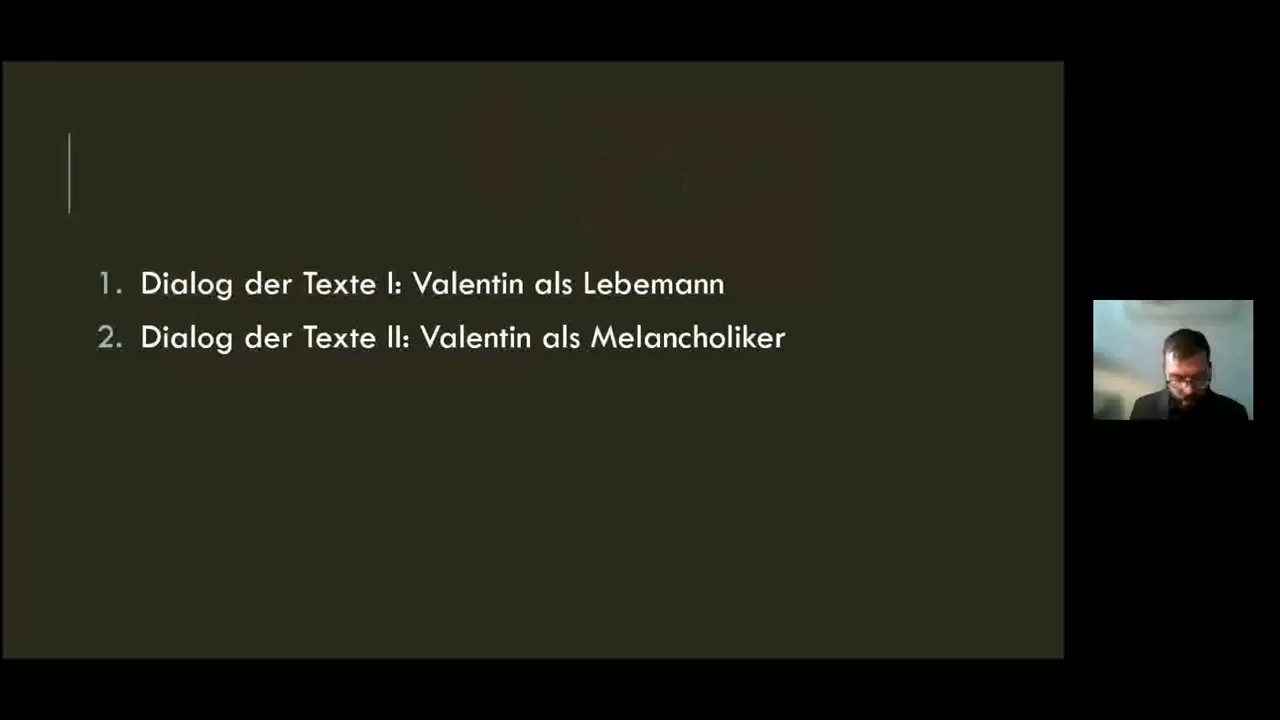 1. Dialog der Texte I: Valentin als Lebemann
2. Dialog der Texte II: Valentin als Melancholiker